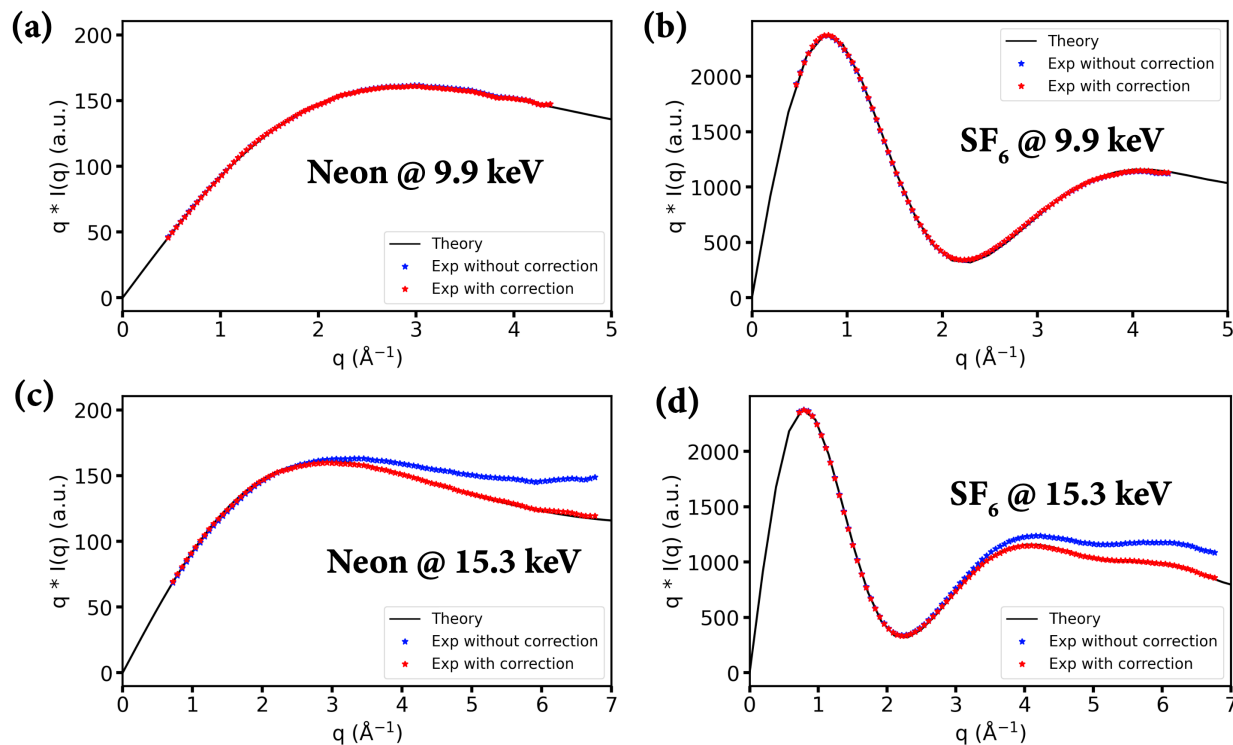 (a)
200
150
100
50
0
q * I(q) (a.u.)
Neon @ 9.9 keV
Theory
Exp without correction
Exp with correction
0 1 2 3 4 5
q (Å⁻¹)
(b)
2000
1500
1000
500
0
q * I(q) (a.u.)
Theory
Exp without correction
Exp with correction
SF₆ @ 9.9 keV
0 1 2 3 4 5
q (Å⁻¹)
(c)
200
150
100
50
0
q * I(q) (a.u.)
Neon @ 15.3 keV
Theory
Exp without correction
Exp with correction
0 1 2 3 4 5 6 7
q (Å⁻¹)
(d)
2000
1500
1000
500
0
q * I(q) (a.u.)
SF₆ @ 15.3 keV
Theory
Exp without correction
Exp with correction
0 1 2 3 4 5 6 7
q (Å⁻¹)